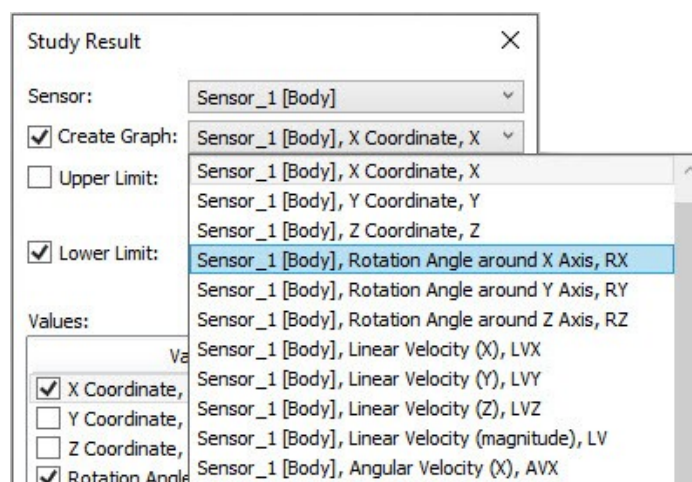 Study Result
Sensor: Sensor_1 [Body]
Create Graph: Sensor_1 [Body], X Coordinate, X
Sensor_1 [Body], X Coordinate, X
Upper Limit:
Sensor_1 [Body], Y Coordinate, Y
Sensor_1 [Body], Z Coordinate, Z
Lower Limit:
Sensor_1 [Body], Rotation Angle around X Axis, RX
Sensor_1 [Body], Rotation Angle around Y Axis, RY
Values:
Sensor_1 [Body], Rotation Angle around Z Axis, RZ
Va
Sensor_1 [Body], Linear Velocity (X), LVX
X Coordinate,
Sensor_1 [Body], Linear Velocity (Y), LVY
Y Coordinate,
Sensor_1 [Body], Linear Velocity (Z), LVZ
Z Coordinate,
Sensor_1 [Body], Linear Velocity (magnitude), LV
Rotation Angle
Sensor_1 [Body], Angular Velocity (X), AVX